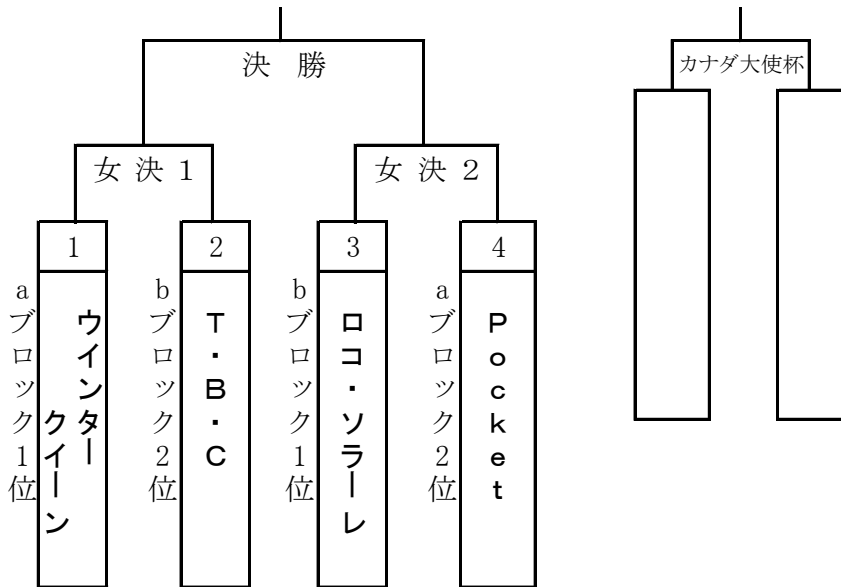 決 勝
カナダ大使杯
女 決 1
女 決 2
1
2
3
4
aブロック1位
ウインター
クイーン
bブロック2位
T・B・C
bブロック1位
ロコ・ソラーレ
aブロック2位
Pocket